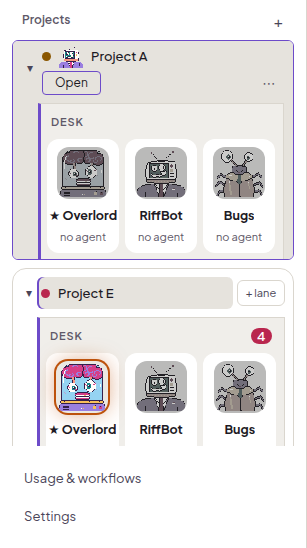 Projects +
Project A
Open ...
DESK
★ Overlord RiffBot Bugs
no agent no agent no agent
Project E + lane
DESK 4
★ Overlord RiffBot Bugs
Usage & workflows
Settings